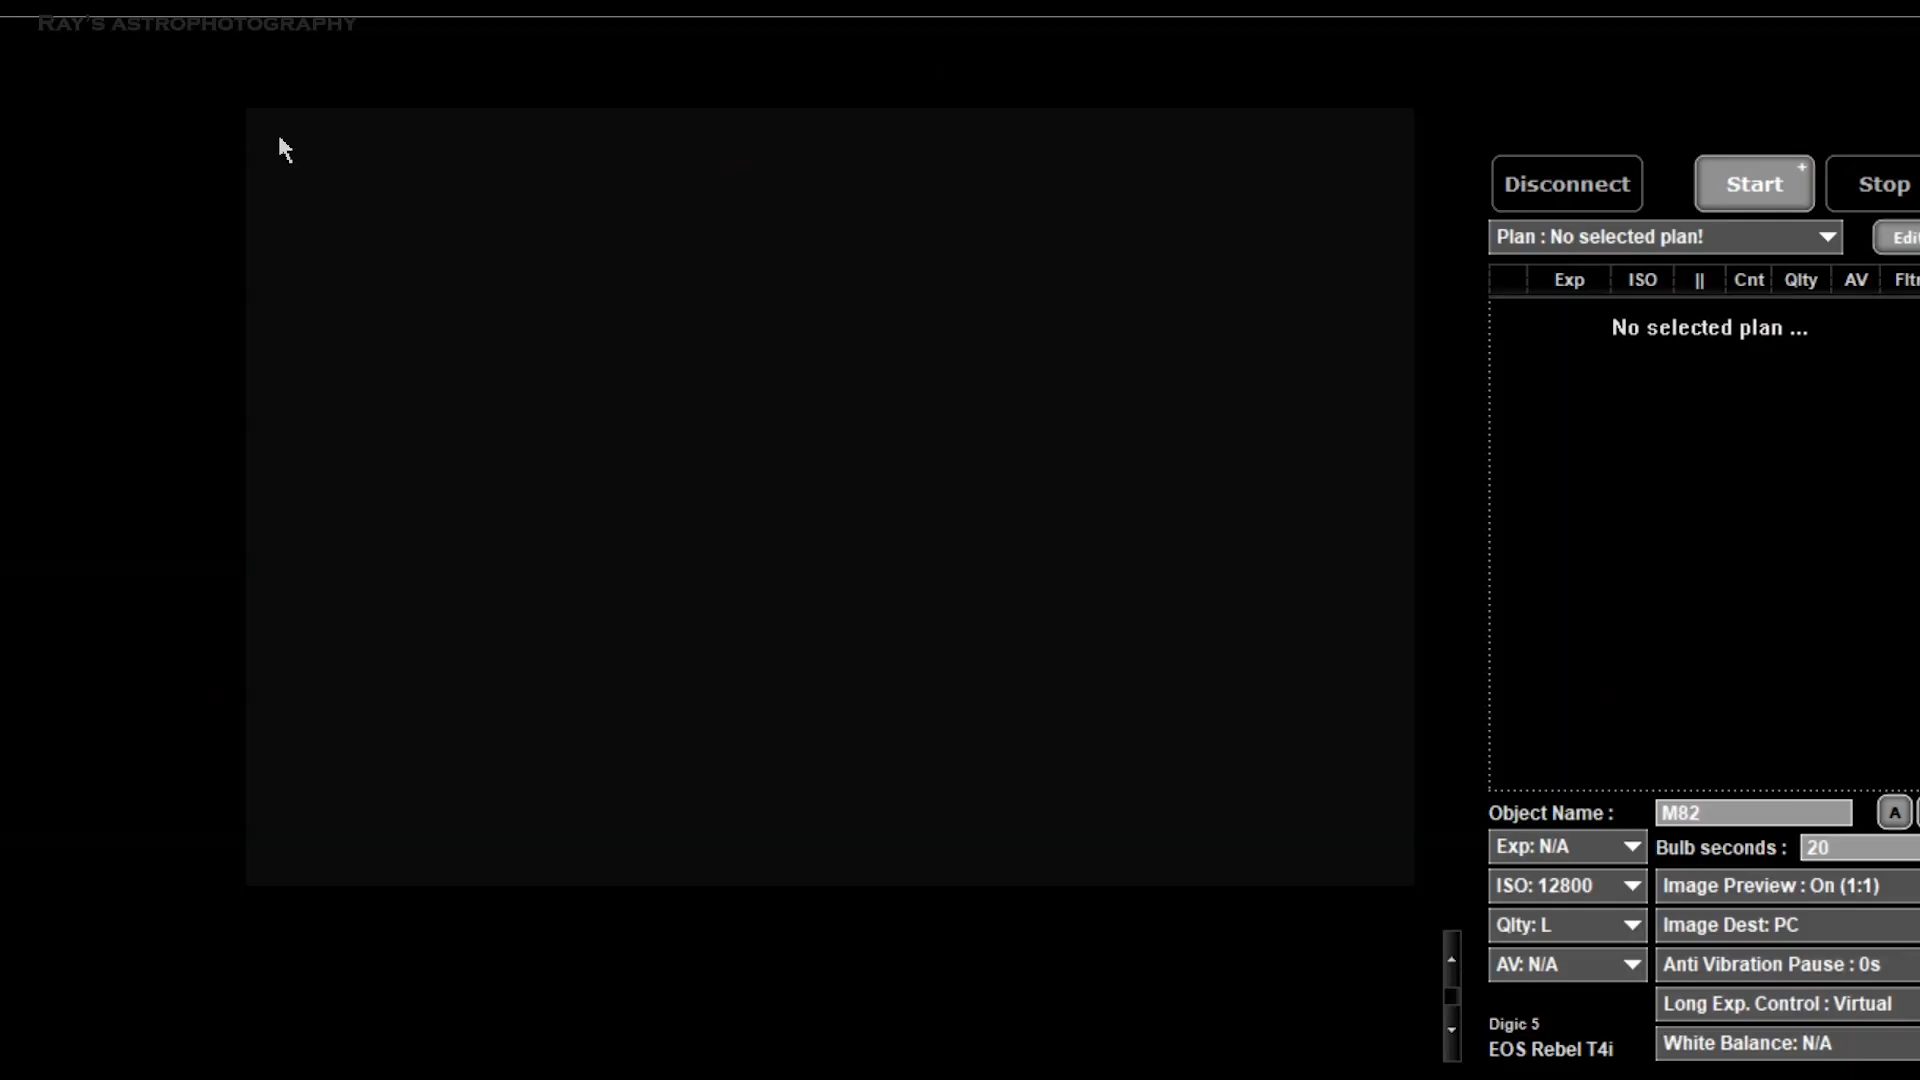 RAY'S ASTROPHOTOGRAPHY
Disconnect
Start +
Stop
Plan : No selected plan!
Exp ISO || Cnt Qlty AV
No selected plan ...
Object Name : M82 A
Exp: N/A Bulb seconds : 20
ISO: 12800 Image Preview : On (1:1)
Qlty: L Image Dest: PC
AV: N/A Anti Vibration Pause : 0s
Long Exp. Control : Virtual
Digic 5
EOS Rebel T4i
White Balance: N/A